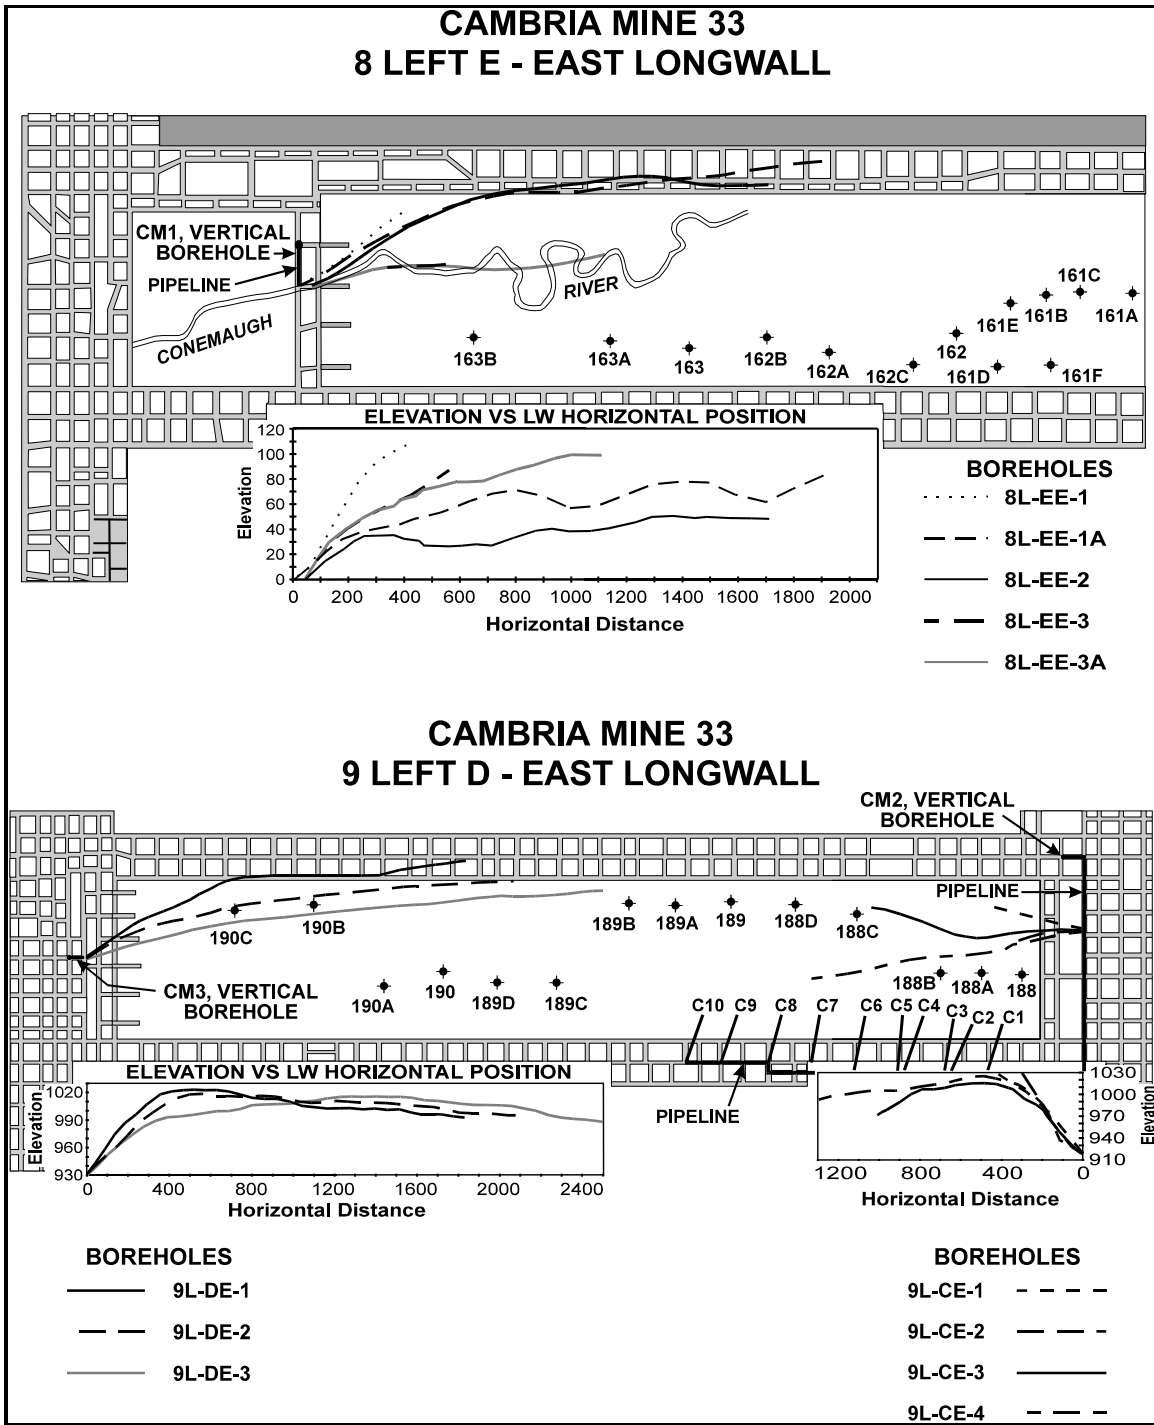 CAMBRIA MINE 33
8 LEFT E - EAST LONGWALL
CM1, VERTICAL
BOREHOLE
PIPELINE
CONEMAUGH
RIVER
163B
163A
163
162B
162A
162C
162
161E
161D
161B
161C
161A
161F
ELEVATION VS LW HORIZONTAL POSITION
Elevation
120
100
80
60
40
20
0
0 200 400 600 800 1000 1200 1400 1600 1800 2000
Horizontal Distance
BOREHOLES
8L-EE-1
8L-EE-1A
8L-EE-2
8L-EE-3
8L-EE-3A
CAMBRIA MINE 33
9 LEFT D - EAST LONGWALL
CM2, VERTICAL
BOREHOLE
PIPELINE
190C
190B
189B
189A
189
188D
188C
CM3, VERTICAL
BOREHOLE
190A
190
189D
189C
188B
188A
188
C10 C9 C8 C7 C6 C5 C4 C3 C2 C1
PIPELINE
ELEVATION VS LW HORIZONTAL POSITION
Elevation
1020
990
960
930
0 400 800 1200 1600 2000 2400
Horizontal Distance
1030
1000
970
940
910
Elevation
1200 800 400 0
Horizontal Distance
BOREHOLES
9L-DE-1
9L-DE-2
9L-DE-3
BOREHOLES
9L-CE-1
9L-CE-2
9L-CE-3
9L-CE-4